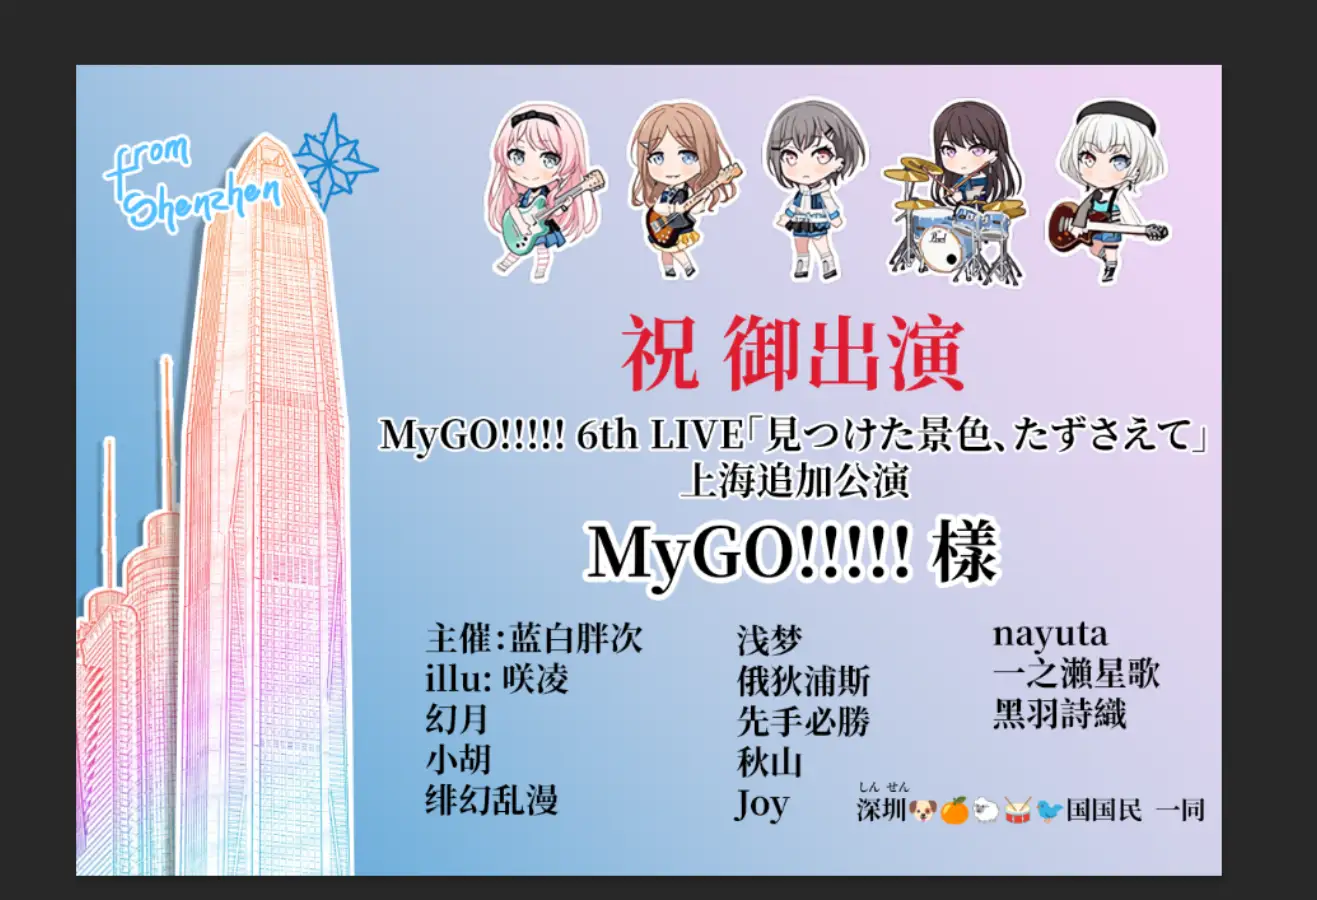 from
Shenzhen
Pearl
祝 御出演
MyGO!!!!! 6th LIVE「見つけた景色、たずさえて」
上海追加公演
MyGO!!!!! 様
主催:蓝白胖次
illu: 咲凌
幻月
小胡
绯幻乱漫
浅梦
俄狄浦斯
先手必勝
秋山
Joy
nayuta
一之瀬星歌
黑羽詩織
しん せん
深圳🐶🍊🐑🥁🐦国国民 一同